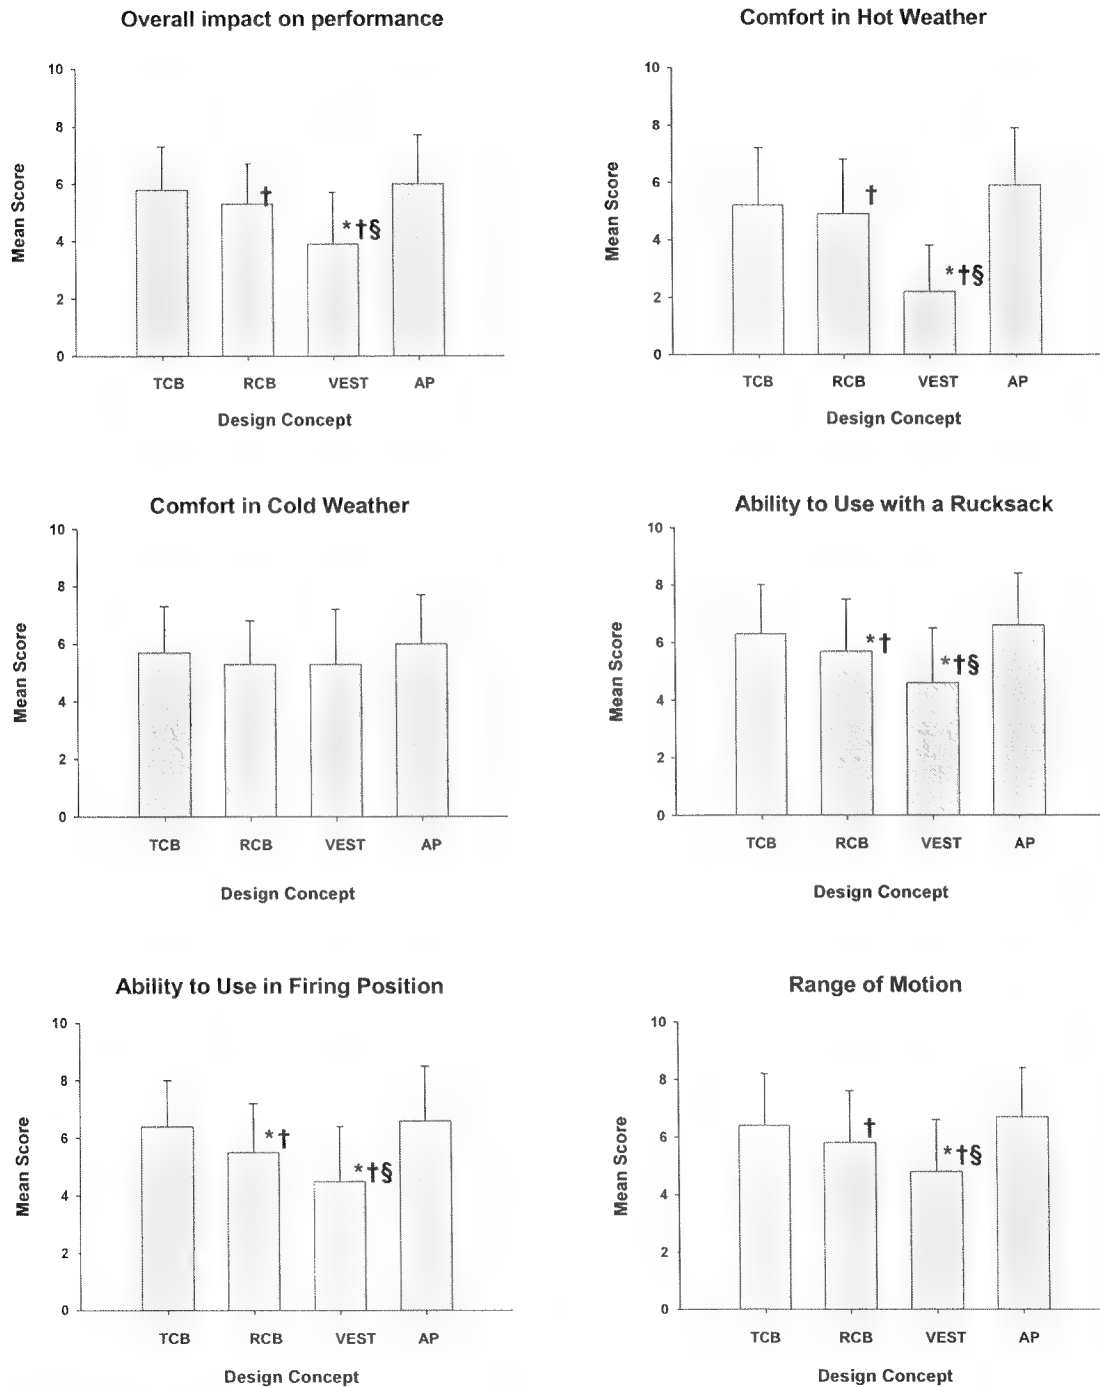 Overall impact on performance
10
8
6
4
2
0
Mean Score
†
*†§
TCB RCB VEST AP
Design Concept
Comfort in Hot Weather
10
8
6
4
2
0
Mean Score
†
*†§
TCB RCB VEST AP
Design Concept
Comfort in Cold Weather
10
8
6
4
2
0
Mean Score
TCB RCB VEST AP
Design Concept
Ability to Use with a Rucksack
10
8
6
4
2
0
Mean Score
*†
*†§
TCB RCB VEST AP
Design Concept
Ability to Use in Firing Position
10
8
6
4
2
0
Mean Score
*†
*†§
TCB RCB VEST AP
Design Concept
Range of Motion
10
8
6
4
2
0
Mean Score
†
*†§
TCB RCB VEST AP
Design Concept